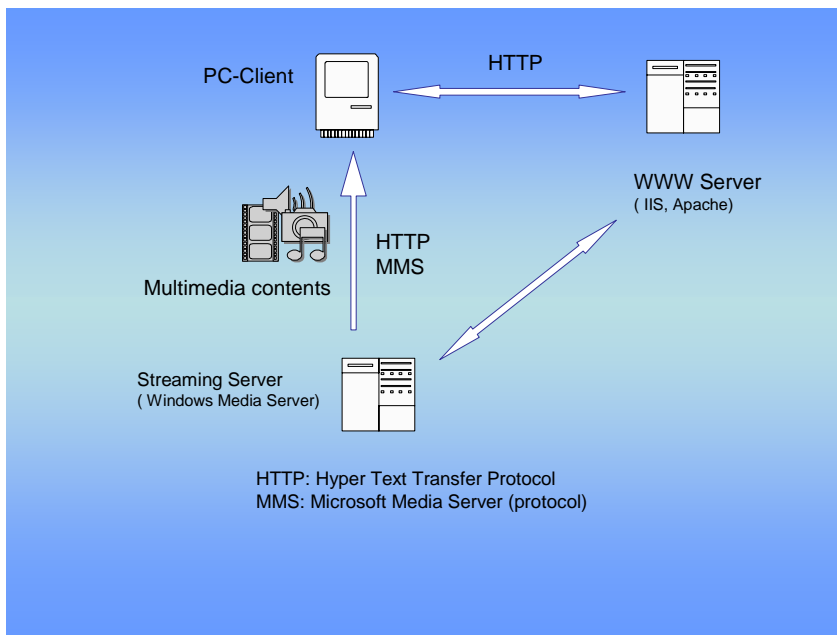 PC-Client
HTTP
WWW Server
( IIS, Apache)
HTTP
MMS
Multimedia contents
Streaming Server
( Windows Media Server)
HTTP: Hyper Text Transfer Protocol
MMS: Microsoft Media Server (protocol)